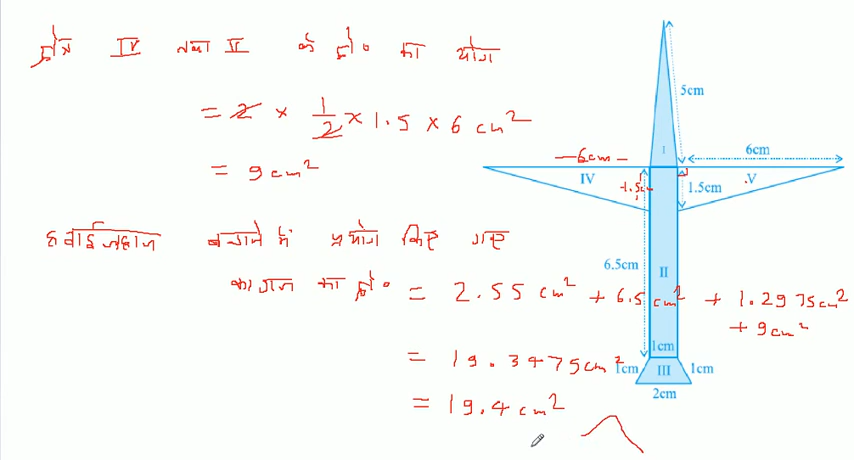 क्षेत्र IV तथा V के क्षे० का योग
= 2 × 1/2 × 1.5 × 6 cm²
= 9 cm²
हवाईजहाज बनाने में प्रयोग किए गए
कागज का क्षे० = 2.55 cm² + 6.5 cm² + 1.2975 cm²
+ 9 cm²
= 19.3475 cm²
= 19.4 cm²
5cm
I
6cm
6cm
IV
1.5cm
1.5cm
V
6.5cm
II
1cm
1cm
III
1cm
2cm